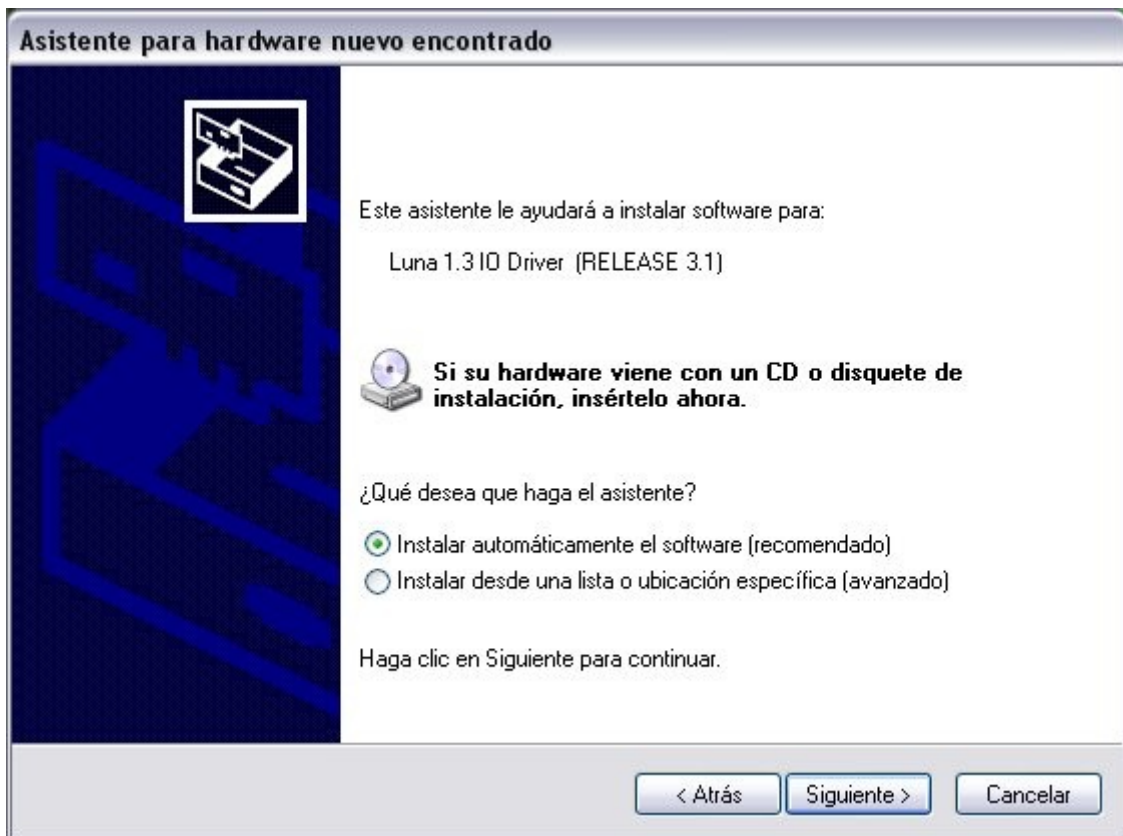 Asistente para hardware nuevo encontrado
Este asistente le ayudará a instalar software para:
Luna 1.3 IO Driver (RELEASE 3.1)
Si su hardware viene con un CD o disquete de
instalación, insértelo ahora.
¿Qué desea que haga el asistente?
Instalar automáticamente el software (recomendado)
Instalar desde una lista o ubicación específica (avanzado)
Haga clic en Siguiente para continuar.
< Atrás
Siguiente >
Cancelar